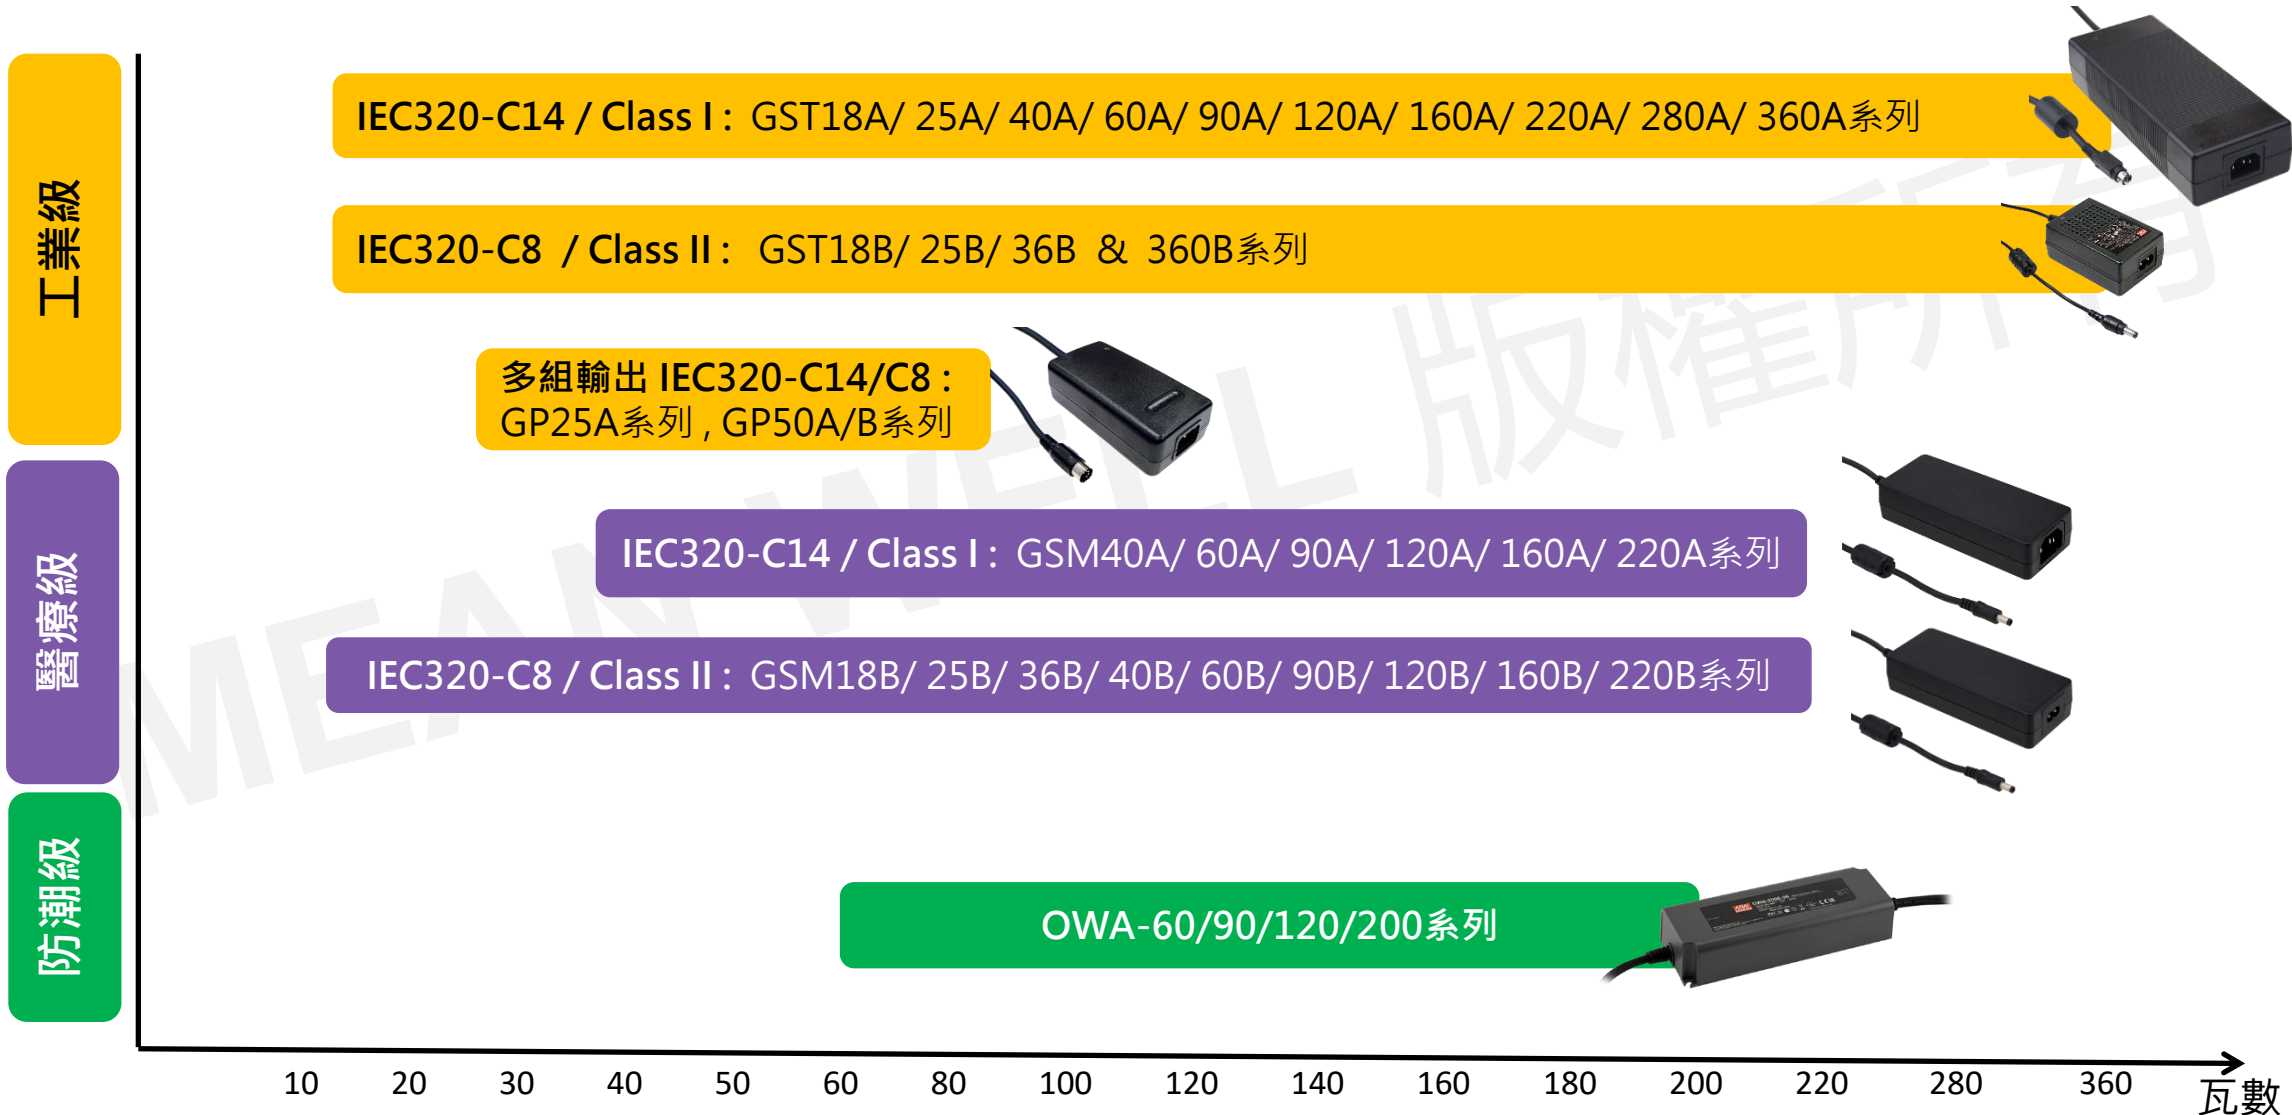 工業級
IEC320-C14 / Class I : GST18A/ 25A/ 40A/ 60A/ 90A/ 120A/ 160A/ 220A/ 280A/ 360A系列
IEC320-C8 / Class II : GST18B/ 25B/ 36B & 360B系列
多組輸出 IEC320-C14/C8 :
GP25A系列 , GP50A/B系列
醫療級
IEC320-C14 / Class I : GSM40A/ 60A/ 90A/ 120A/ 160A/ 220A系列
IEC320-C8 / Class II : GSM18B/ 25B/ 36B/ 40B/ 60B/ 90B/ 120B/ 160B/ 220B系列
防潮級
OWA-60/90/120/200系列
10 20 30 40 50 60 80 100 120 140 160 180 200 220 280 360 瓦數
MEAN WELL 版權所有